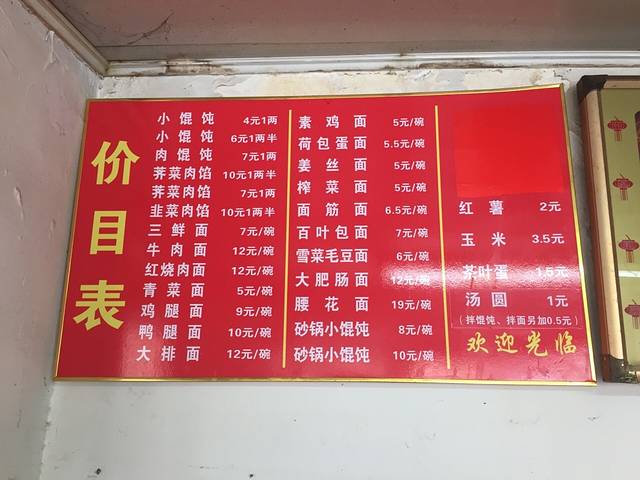 价目表
小馄饨 4元1两
小馄饨 6元1两半
肉馄饨 7元1两
荠菜肉馅 10元1两半
荠菜肉馅 7元1两
韭菜肉馅 10元1两半
三鲜面 7元/碗
牛肉面 12元/碗
红烧肉面 12元/碗
青菜面 5元/碗
鸡腿面 9元/碗
鸭腿面 10元/碗
大排面 12元/碗
素鸡面 5元/碗
荷包蛋面 5.5元/碗
姜丝面 5元/碗
榨菜面 5元/碗
面筋面 6.5元/碗
百叶包面 7元/碗
雪菜毛豆面 6元/碗
大肥肠面 12元/碗
腰花面 19元/碗
砂锅小馄饨 8元/碗
砂锅小馄饨 10元/碗
红薯 2元
玉米 3.5元
茶叶蛋 1.5元
汤圆 1元
（拌馄饨、拌面另加0.5元）
欢迎光临